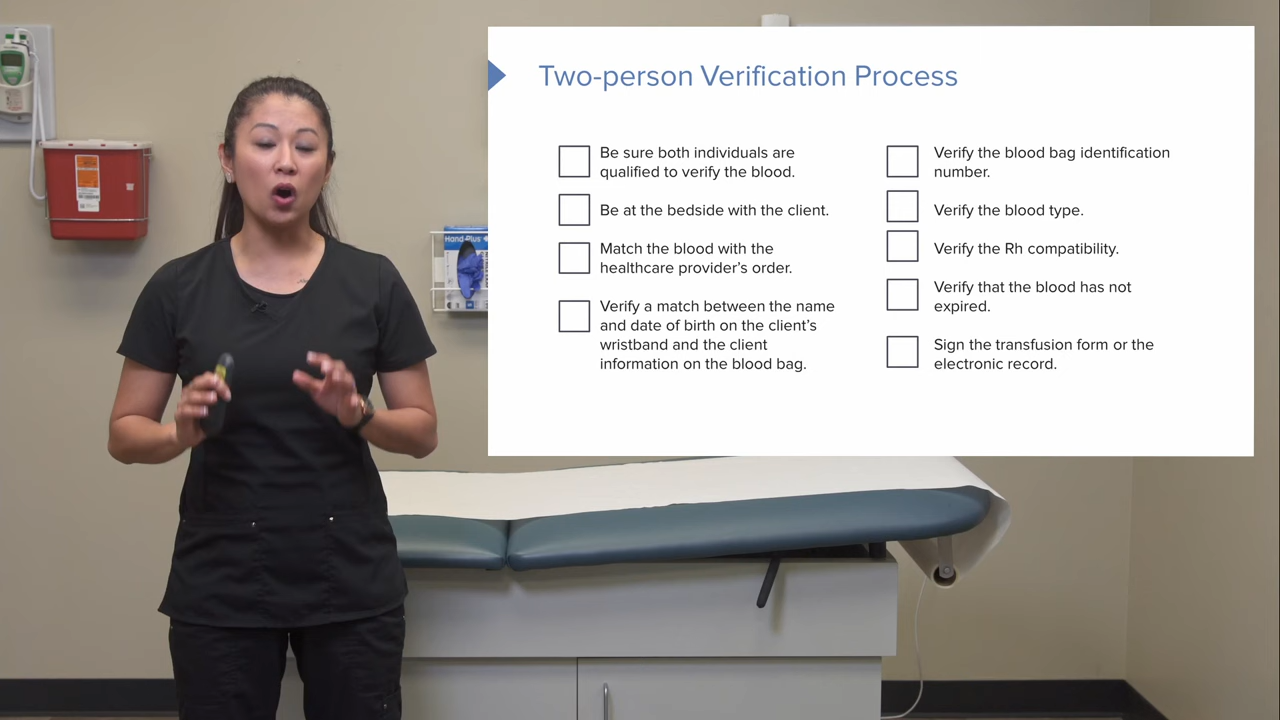 Two-person Verification Process
Be sure both individuals are
qualified to verify the blood.
Be at the bedside with the client.
Match the blood with the
healthcare provider's order.
Verify a match between the name
and date of birth on the client's
wristband and the client
information on the blood bag.
Verify the blood bag identification
number.
Verify the blood type.
Verify the Rh compatibility.
Verify that the blood has not
expired.
Sign the transfusion form or the
electronic record.
Hand-Plus